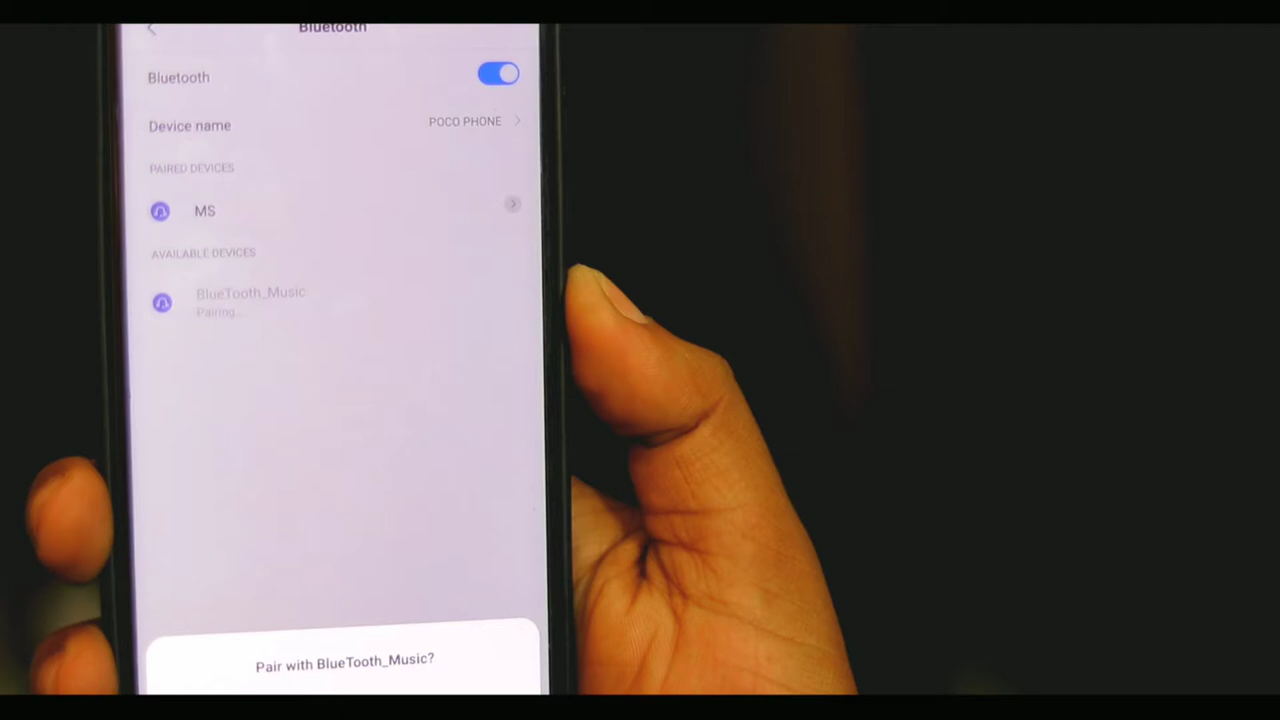 Bluetooth
Bluetooth
Device name POCO PHONE
PAIRED DEVICES
MS
AVAILABLE DEVICES
BlueTooth_Music
Pairing...
Pair with BlueTooth_Music?